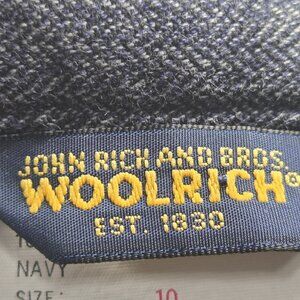 JOHN RICH AND BROS.
WOOLRICH®
EST. 1830
NAVY
SIZE: 10